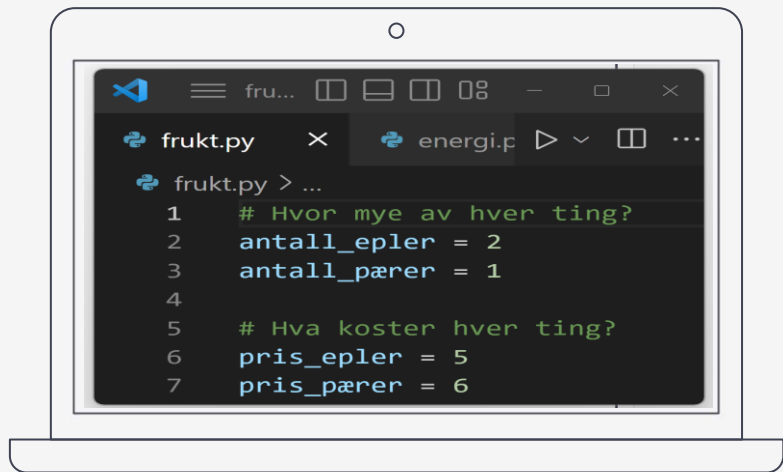 fru...
frukt.py energi.p
frukt.py > ...
1 # Hvor mye av hver ting?
2 antall_epler = 2
3 antall_pærer = 1
4
5 # Hva koster hver ting?
6 pris_epler = 5
7 pris_pærer = 6